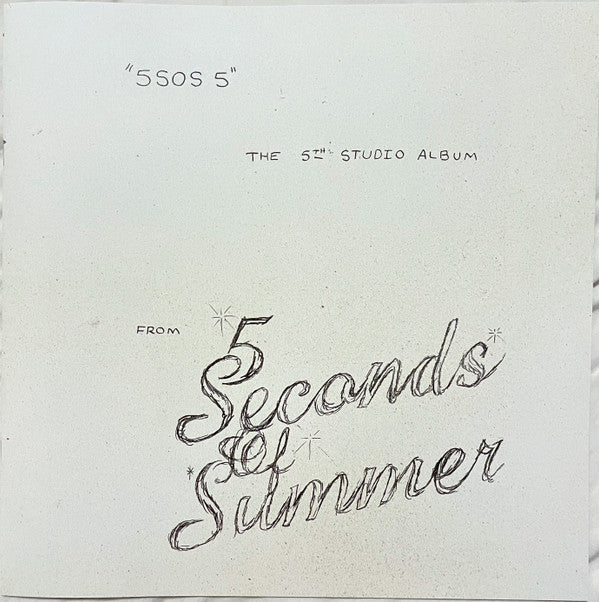 "5SOS 5"
THE 5TH STUDIO ALBUM
FROM 5
Seconds
Of
Summer